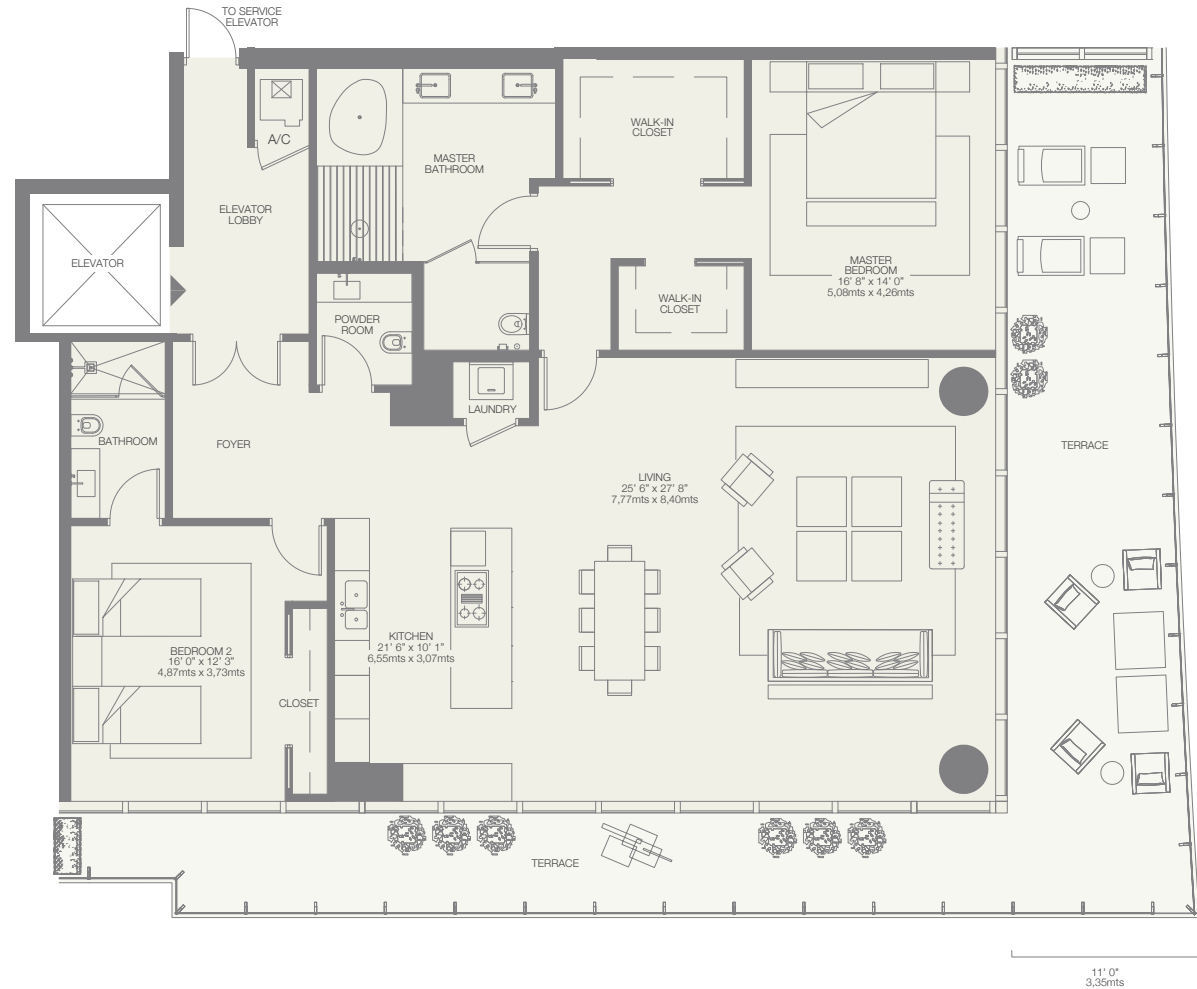 TO SERVICE
ELEVATOR
A/C
WALK-IN
CLOSET
MASTER
BATHROOM
ELEVATOR
LOBBY
ELEVATOR
MASTER
BEDROOM
16' 8" x 14' 0"
5,08mts x 4,26mts
WALK-IN
CLOSET
POWDER
ROOM
LAUNDRY
BATHROOM
FOYER
TERRACE
LIVING
25' 6" x 27' 8"
7,77mts x 8,40mts
KITCHEN
21' 6" x 10' 1"
6,55mts x 3,07mts
BEDROOM 2
16' 0" x 12' 3"
4,87mts x 3,73mts
CLOSET
TERRACE
11' 0"
3,35mts